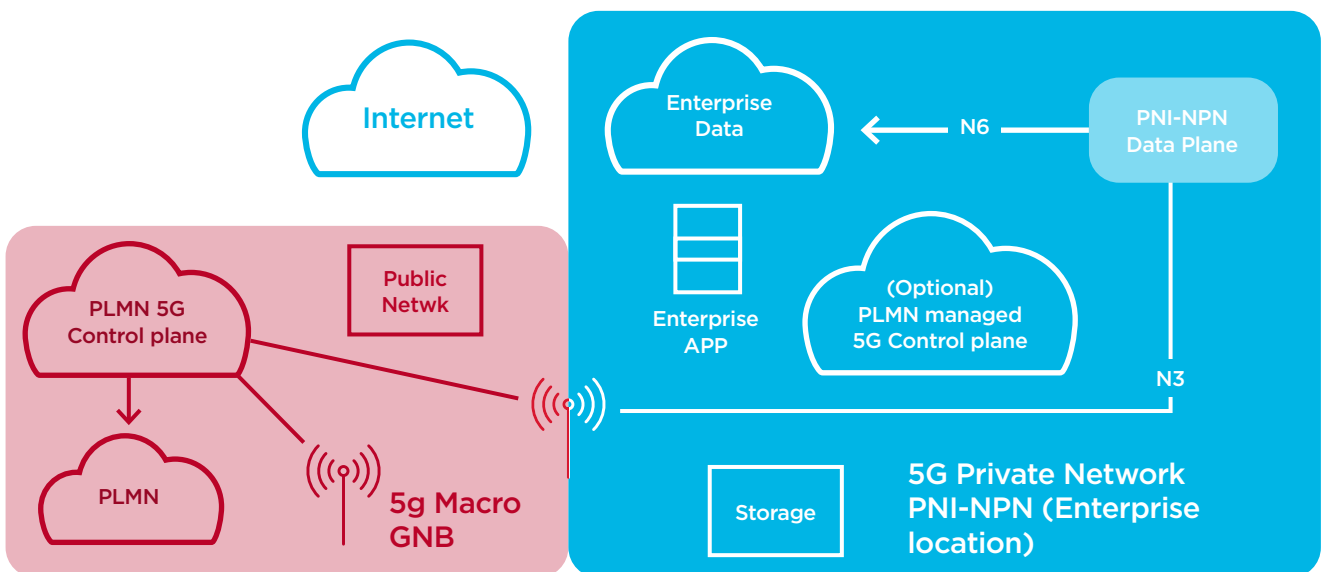 Internet
Enterprise
Data
N6
PNI-NPN
Data Plane
PLMN 5G
Control plane
Public
Netwk
Enterprise
APP
(Optional)
PLMN managed
5G Control plane
N3
PLMN
5g Macro
GNB
Storage
5G Private Network
PNI-NPN (Enterprise
location)